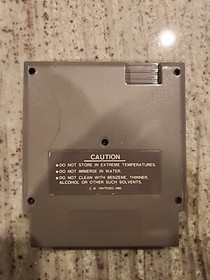 CAUTION
• DO NOT STORE IN EXTREME TEMPERATURES.
• DO NOT IMMERSE IN WATER.
• DO NOT CLEAN WITH BENZENE, THINNER,
ALCOHOL OR OTHER SUCH SOLVENTS.
NINTENDO